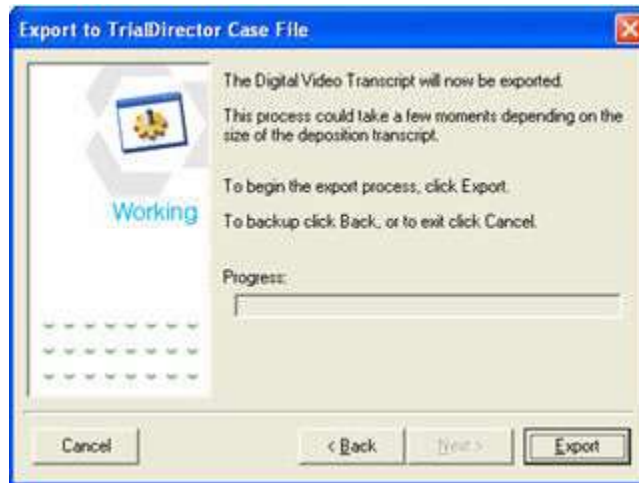 Export to TrialDirector Case File
The Digital Video Transcript will now be exported.
This process could take a few moments depending on the
size of the deposition transcript.
To begin the export process, click Export.
Working
To backup click Back, or to exit click Cancel.
Progress:
Cancel
< Back
Next >
Export